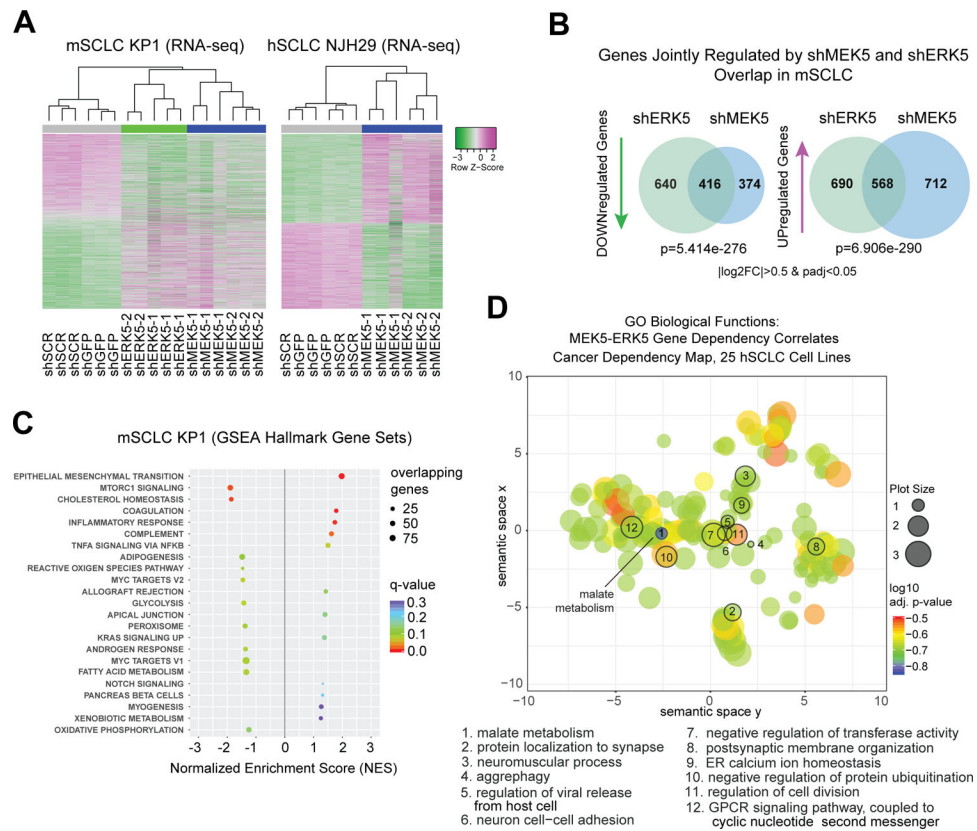 A
mSCLC KP1 (RNA-seq)
hSCLC NJH29 (RNA-seq)
−3 0 2
Row Z-Score
shSCR
shSCR
shSCR
shGFP
shGFP
shGFP
shERK5-2
shERK5-2
shERK5-1
shERK5-1
shERK5-1
shMEK5-1
shMEK5-1
shMEK5-1
shMEK5-2
shMEK5-2
shMEK5-2
shSCR
shGFP
shGFP
shSCR
shSCR
shGFP
shMEK5-1
shMEK5-1
shMEK5-1
shMEK5-2
shMEK5-2
shMEK5-2
B
Genes Jointly Regulated by shMEK5 and shERK5
Overlap in mSCLC
DOWNregulated Genes
shERK5 shMEK5
640 416 374
p=5.414e-276
UPregulated Genes
shERK5 shMEK5
690 568 712
p=6.906e-290
|log2FC|>0.5 & padj<0.05
C
mSCLC KP1 (GSEA Hallmark Gene Sets)
EPITHELIAL MESENCHYMAL TRANSITION
MTORC1 SIGNALING
CHOLESTEROL HOMEOSTASIS
COAGULATION
INFLAMMATORY RESPONSE
COMPLEMENT
TNFA SIGNALING VIA NFKB
ADIPOGENESIS
REACTIVE OXIGEN SPECIES PATHWAY
MYC TARGETS V2
ALLOGRAFT REJECTION
GLYCOLYSIS
APICAL JUNCTION
PEROXISOME
KRAS SIGNALING UP
ANDROGEN RESPONSE
MYC TARGETS V1
FATTY ACID METABOLISM
NOTCH SIGNALING
PANCREAS BETA CELLS
MYOGENESIS
XENOBIOTIC METABOLISM
OXIDATIVE PHOSPHORYLATION
-3 -2 -1 0 1 2 3
Normalized Enrichment Score (NES)
overlapping
genes
25
50
75
q-value
0.3
0.2
0.1
0.0
D
GO Biological Functions:
MEK5-ERK5 Gene Dependency Correlates
Cancer Dependency Map, 25 hSCLC Cell Lines
10
5
0
−5
−10
semantic space x
3
9
5
12
1
7
11
4
6
10
8
2
malate
metabolism
−10 −5 0 5 10
semantic space y
Plot Size
1
2
3
log10
adj. p-value
-0.5
-0.6
-0.7
-0.8
1. malate metabolism
2. protein localization to synapse
3. neuromuscular process
4. aggrephagy
5. regulation of viral release
from host cell
6. neuron cell-cell adhesion
7. negative regulation of transferase activity
8. postsynaptic membrane organization
9. ER calcium ion homeostasis
10. negative regulation of protein ubiquitination
11. regulation of cell division
12. GPCR signaling pathway, coupled to
cyclic nucleotide second messenger